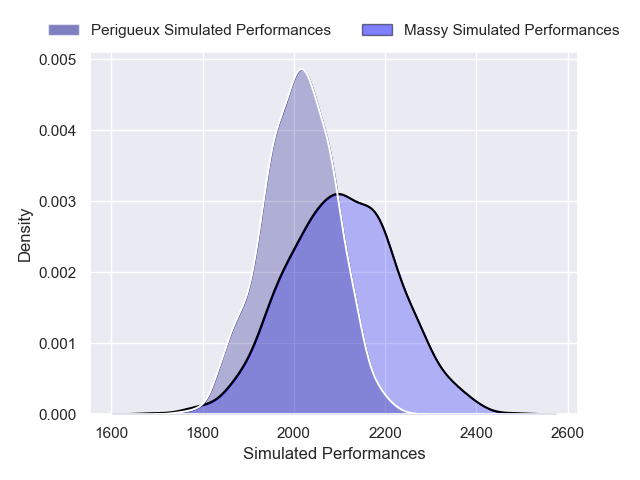 Perigueux Simulated Performances Massy Simulated Performances
0.005
0.004
0.003
0.002
0.001
0.000
Density
1600 1800 2000 2200 2400 2600
Simulated Performances